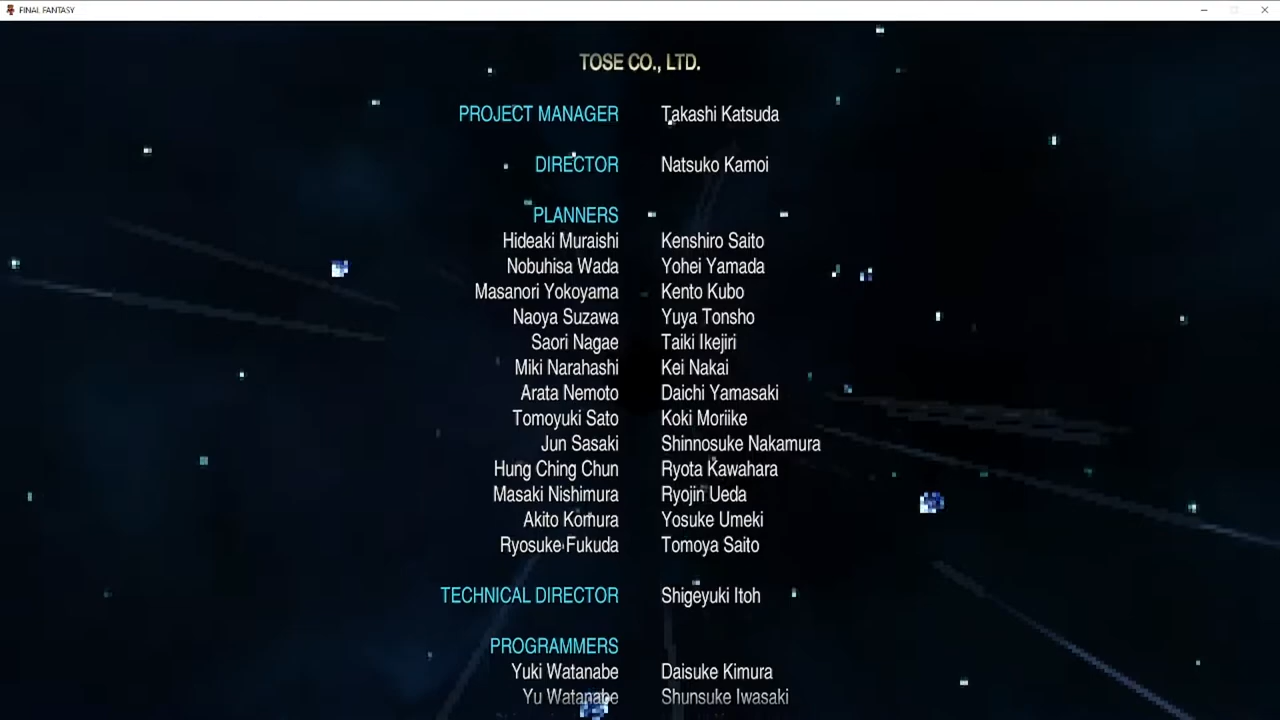 FINAL FANTASY
TOSE CO., LTD.
PROJECT MANAGER Takashi Katsuda
DIRECTOR Natsuko Kamoi
PLANNERS
Hideaki Muraishi Kenshiro Saito
Nobuhisa Wada Yohei Yamada
Masanori Yokoyama Kento Kubo
Naoya Suzawa Yuya Tonsho
Saori Nagae Taiki Ikejiri
Miki Narahashi Kei Nakai
Arata Nemoto Daichi Yamasaki
Tomoyuki Sato Koki Moriike
Jun Sasaki Shinnosuke Nakamura
Hung Ching Chun Ryota Kawahara
Masaki Nishimura Ryojin Ueda
Akito Komura Yosuke Umeki
Ryosuke Fukuda Tomoya Saito
TECHNICAL DIRECTOR Shigeyuki Itoh
PROGRAMMERS
Yuki Watanabe Daisuke Kimura
Yu Watanabe Shunsuke Iwasaki